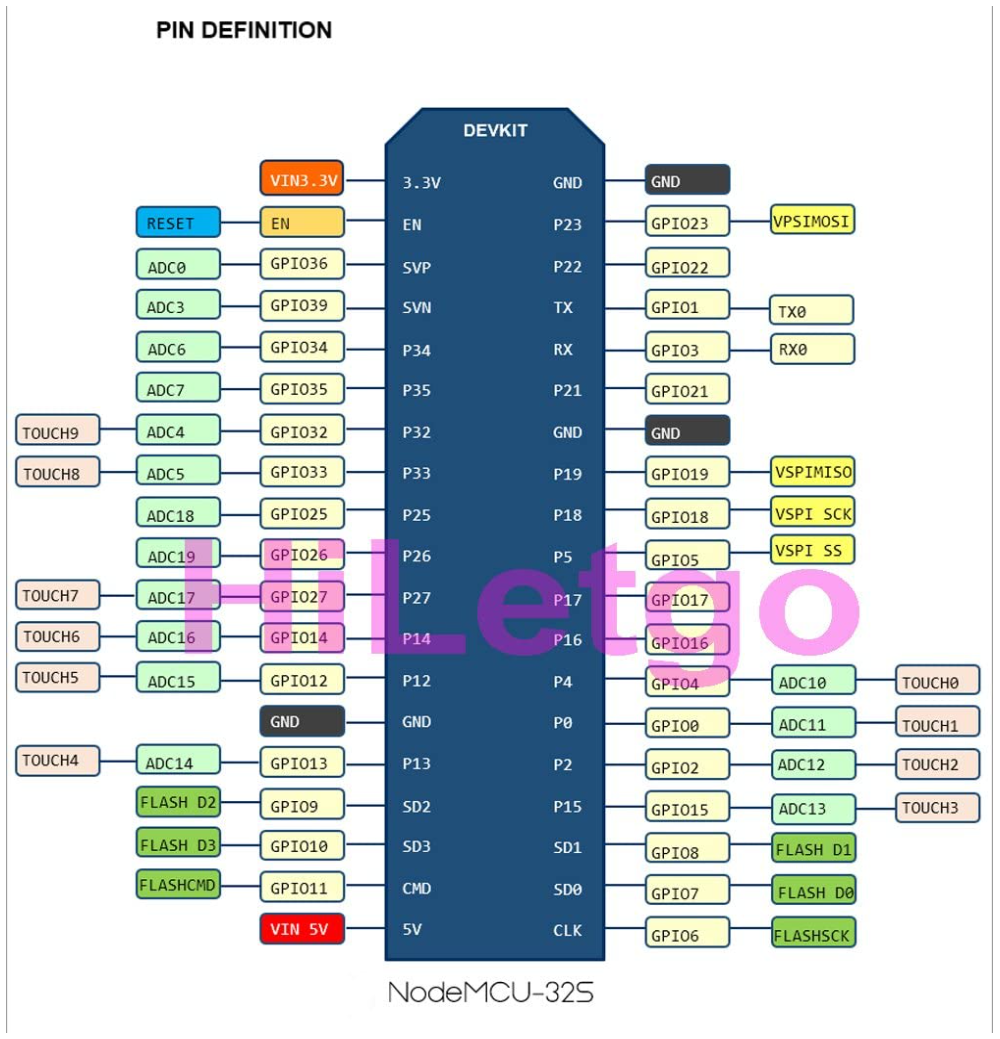 PIN DEFINITION
DEVKIT
VIN3.3V 3.3V GND GND
RESET EN EN P23 GPIO23 VPSIMOSI
ADC0 GPIO36 SVP P22 GPIO22
ADC3 GPIO39 SVN TX GPIO1 TX0
ADC6 GPIO34 P34 RX GPIO3 RX0
ADC7 GPIO35 P35 P21 GPIO21
TOUCH9 ADC4 GPIO32 P32 GND GND
TOUCH8 ADC5 GPIO33 P33 P19 GPIO19 VSPIMISO
ADC18 GPIO25 P25 P18 GPIO18 VSPI SCK
ADC19 GPIO26 P26 P5 GPIO5 VSPI SS
TOUCH7 ADC17 GPIO27 P27 P17 GPIO17
HiLetgo
TOUCH6 ADC16 GPIO14 P14 P16 GPIO16
TOUCH5 ADC15 GPIO12 P12 P4 GPIO4 ADC10 TOUCH0
GND GND P0 GPIO0 ADC11 TOUCH1
TOUCH4 ADC14 GPIO13 P13 P2 GPIO2 ADC12 TOUCH2
FLASH D2 GPIO9 SD2 P15 GPIO15 ADC13 TOUCH3
FLASH D3 GPIO10 SD3 SD1 GPIO8 FLASH D1
FLASHCMD GPIO11 CMD SD0 GPIO7 FLASH D0
VIN 5V 5V CLK GPIO6 FLASHSCK
NodeMCU-32S